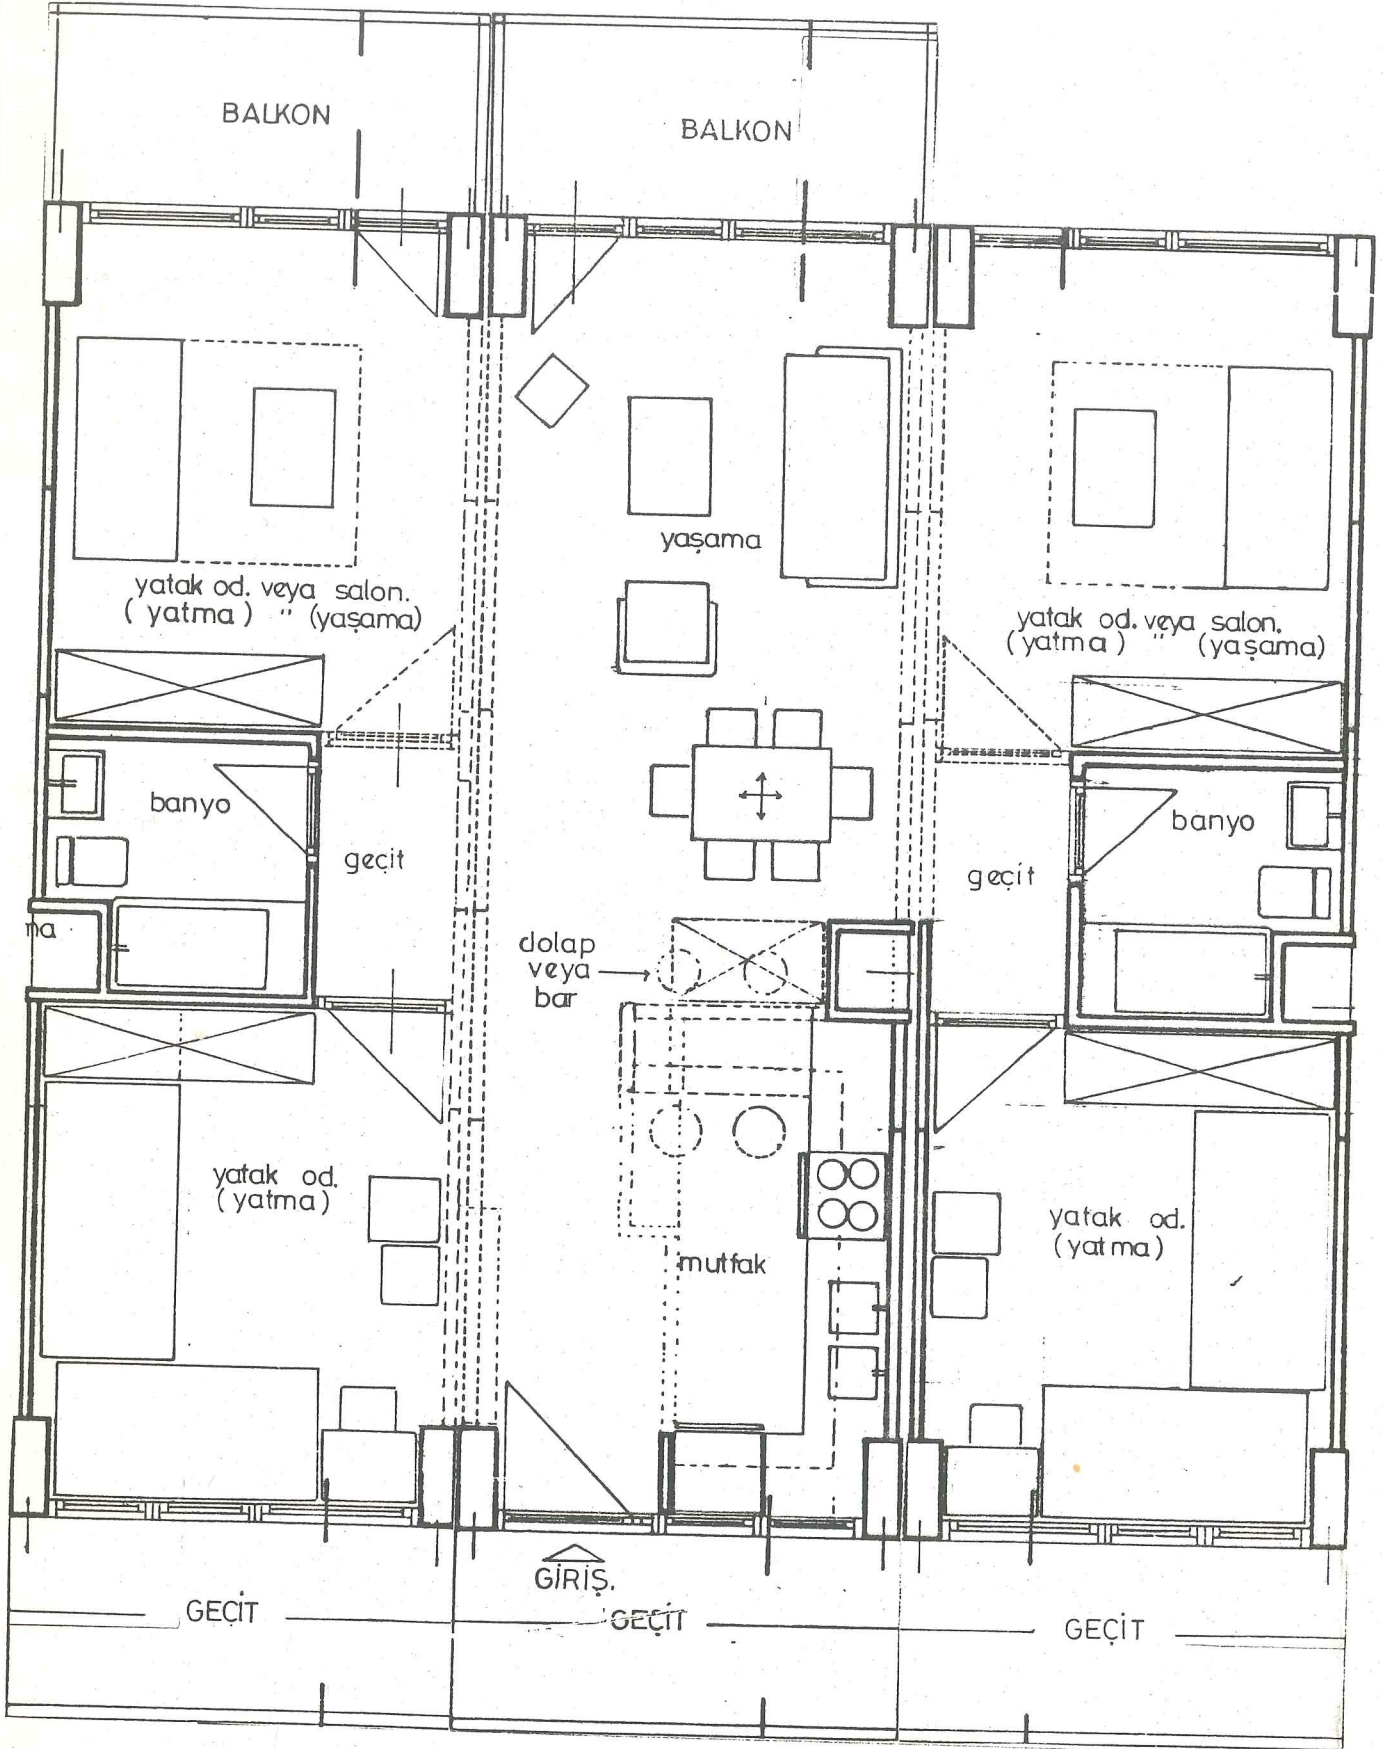 BALKON
BALKON
yaşama
yatak od. veya salon.
(yatma) " (yaşama)
yatak od. veya salon.
(yatma) " (yaşama)
banyo
geçit
geçit
banyo
na
dolap
veya
bar
yatak od.
(yatma)
mutfak
yatak od.
(yatma)
GİRİŞ.
GEÇİT
GEÇİT
GEÇİT